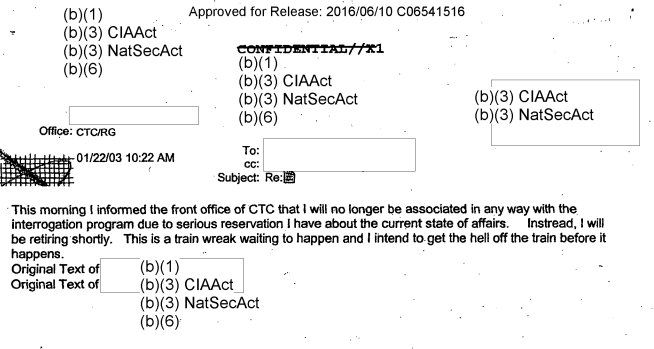 Approved for Release: 2016/06/10 C06541516
(b)(1)
(b)(3) CIAAct
(b)(3) NatSecAct
(b)(6)
CONFIDENTIAL//X1
(b)(1)
(b)(3) CIAAct
(b)(3) NatSecAct
(b)(6)
(b)(3) CIAAct
(b)(3) NatSecAct
Office: CTC/RG
01/22/03 10:22 AM
To:
cc:
Subject: Re:
This morning I informed the front office of CTC that I will no longer be associated in any way with the
interrogation program due to serious reservation I have about the current state of affairs. Instread, I will
be retiring shortly. This is a train wreak waiting to happen and I intend to get the hell off the train before it
happens.
Original Text of
Original Text of
(b)(1)
(b)(3) CIAAct
(b)(3) NatSecAct
(b)(6)